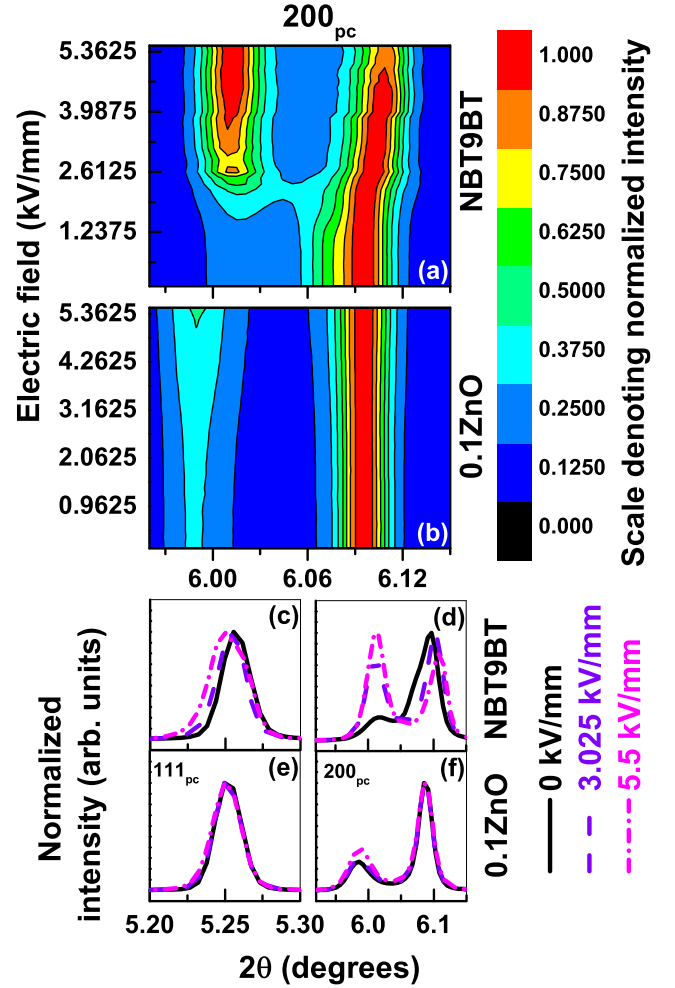 200pc
Electric field (kV/mm)
5.3625
3.9875
2.6125
1.2375
(a)
NBT9BT
5.3625
4.2625
3.1625
2.0625
0.9625
(b)
0.1ZnO
6.00 6.06 6.12
1.000
0.8750
0.7500
0.6250
0.5000
0.3750
0.2500
0.1250
0.000
Scale denoting normalized intensity
Normalized
intensity (arb. units)
(c)
(d)
NBT9BT
111pc
(e)
200pc
(f)
0.1ZnO
5.20 5.25 5.30 6.0 6.1
2θ (degrees)
0 kV/mm
3.025 kV/mm
5.5 kV/mm